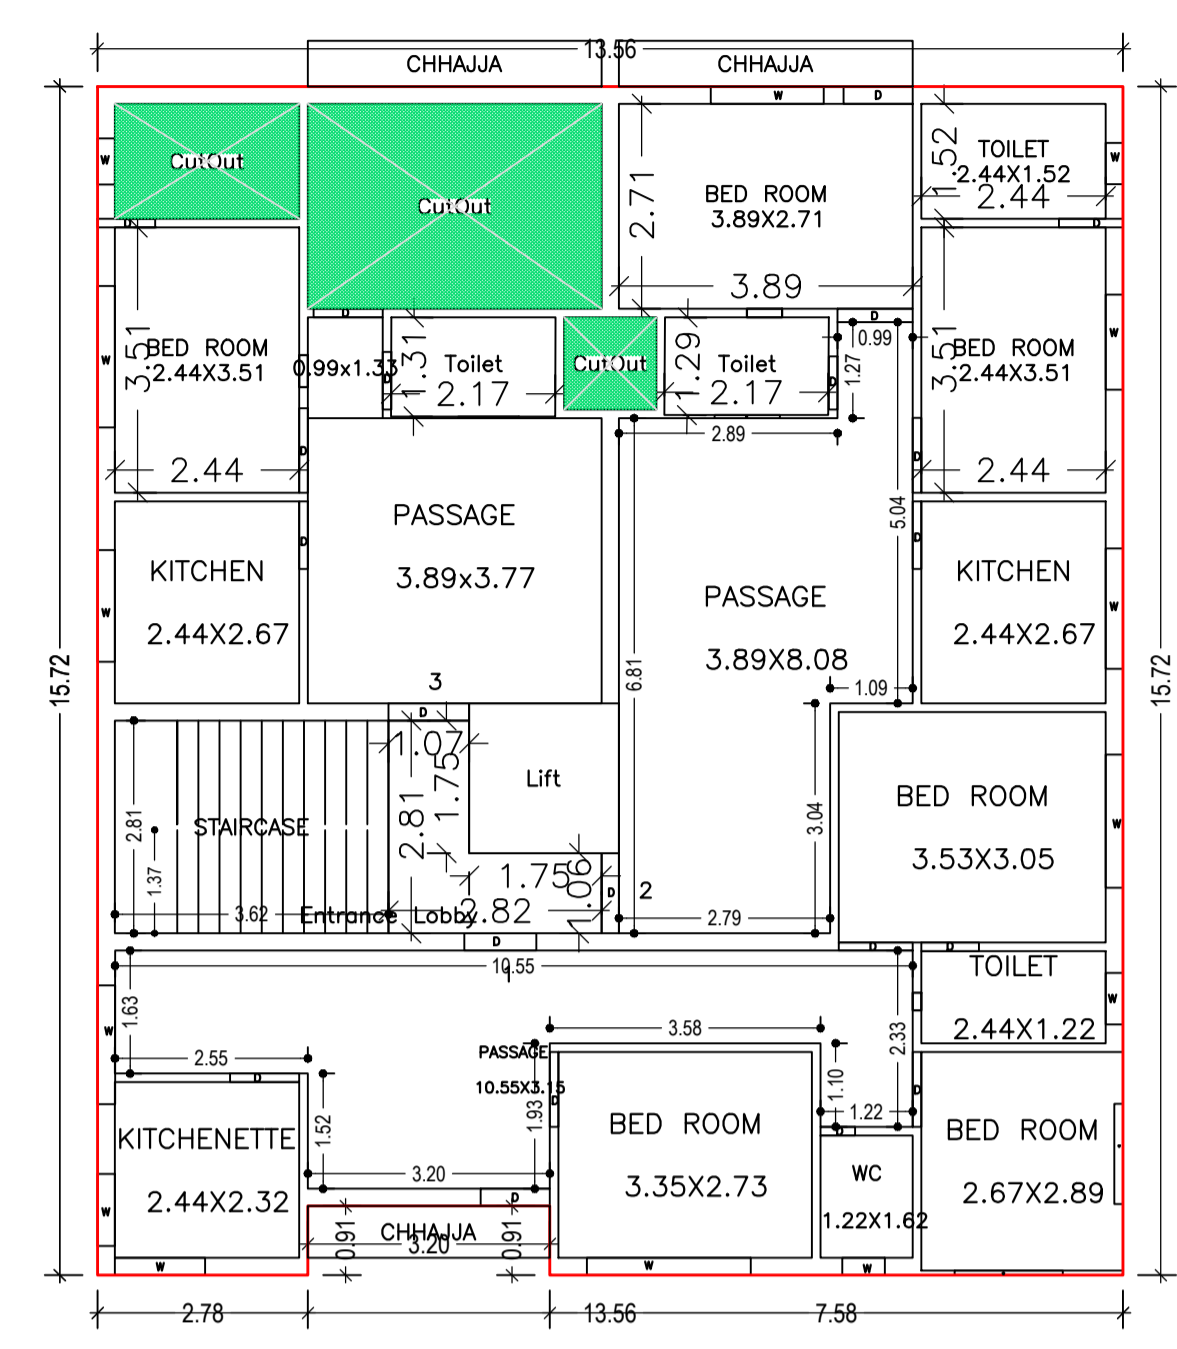 13.56
CHHAJJA
CHHAJJA
W
D
CutOut
W
CutOut
2.71
BED ROOM
3.89X2.71
3.89
1.52
TOILET
2.44X1.52
2.44
W
D
D
3.51
BED ROOM
2.44X3.51
W
2.44
D
D
0.99x1.33
D
1.31
Toilet
2.17
CutOut
1.29
Toilet
2.17
D
D
0.99
1.27
2.89
3.51
BED ROOM
2.44X3.51
W
2.44
D
5.04
PASSAGE
3.89x3.77
3
KITCHEN
2.44X2.67
W
D
PASSAGE
3.89X8.08
6.81
1.09
3.04
2.79
KITCHEN
2.44X2.67
W
D
15.72
15.72
D
1.07
1.75
2.81
Lift
1.75
1.06
2.82
D
2
2.81
STAIRCASE
1.37
3.62
Entrance Lobby
D
BED ROOM
3.53X3.05
W
D
D
10.55
1
1.63
W
2.55
D
3.58
2.33
TOILET
2.44X1.22
W
PASSAGE
10.55X3.15
1.93
1.52
3.20
D
D
1.10
1.22
D
D
KITCHENETTE
2.44X2.32
W
W
BED ROOM
3.35X2.73
W
WC
1.22X1.62
W
BED ROOM
2.67X2.89
0.91
CHHAJJA
3.20
0.91
2.78
13.56
7.58